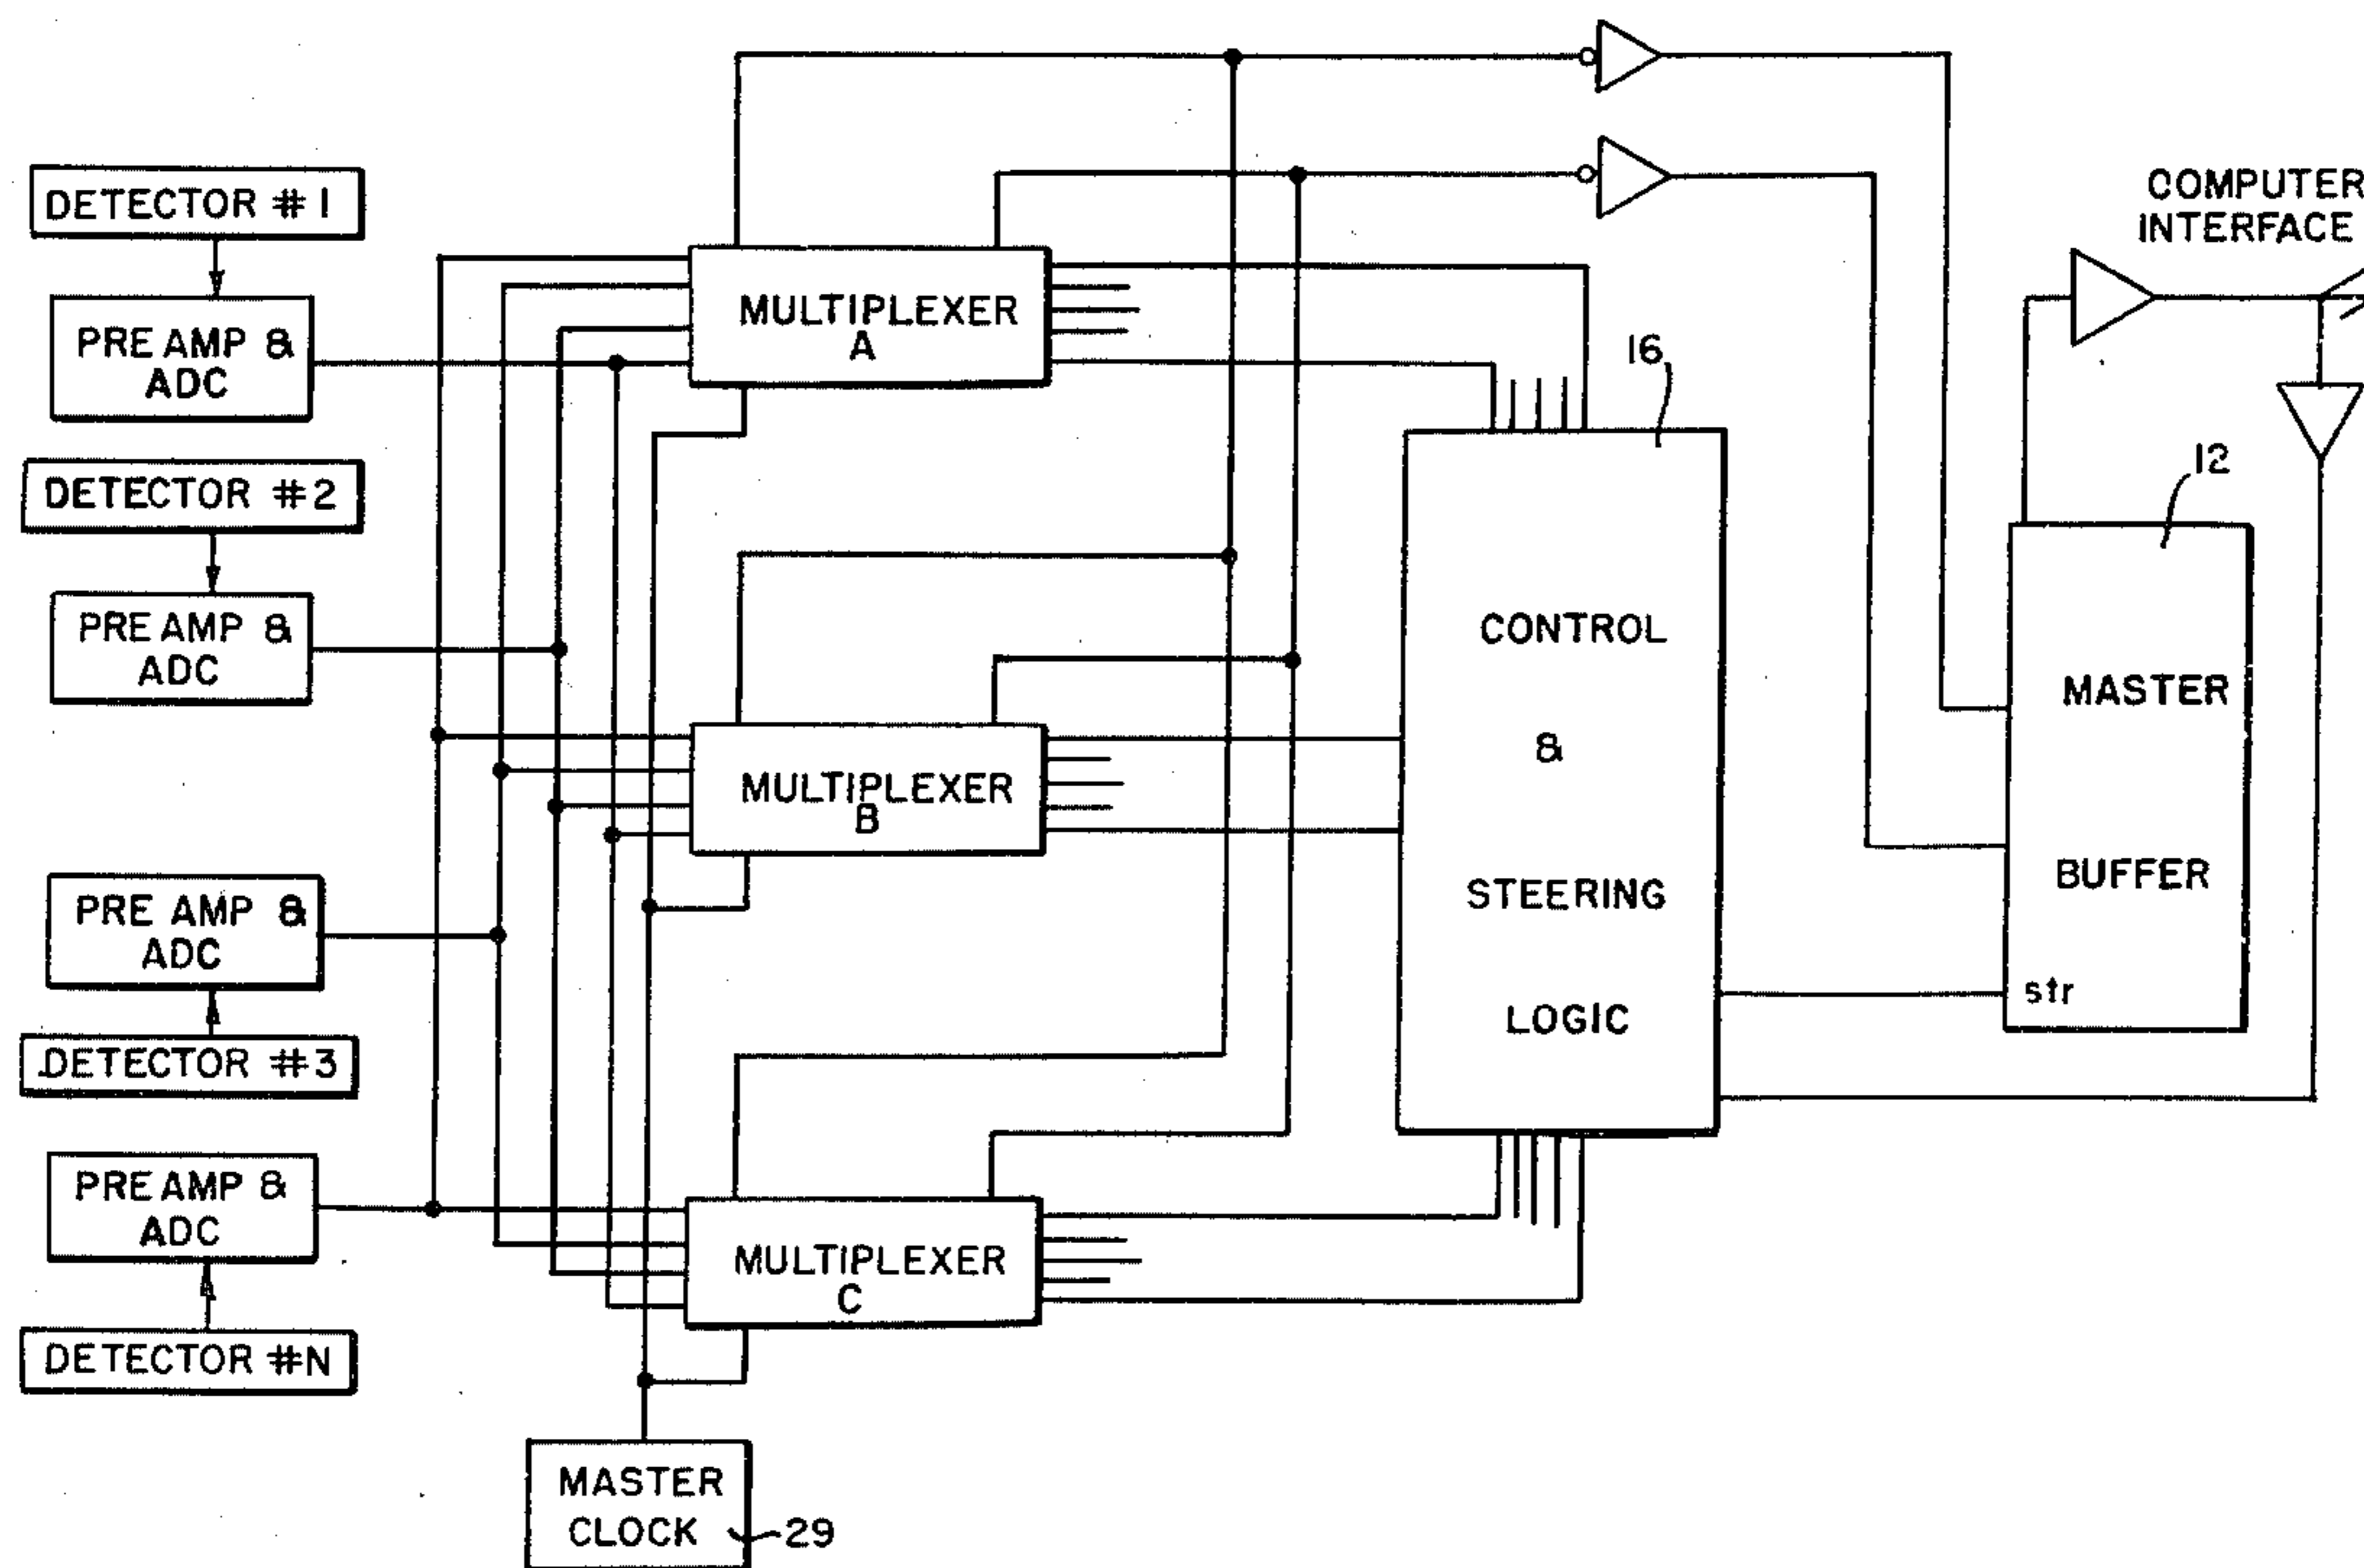 DETECTOR #1
PRE AMP &
ADC
DETECTOR #2
PRE AMP &
ADC
PRE AMP &
ADC
DETECTOR #3
PRE AMP &
ADC
DETECTOR #N
MULTIPLEXER
A
MULTIPLEXER
B
MULTIPLEXER
C
MASTER
CLOCK
29
16
CONTROL
&
STEERING
LOGIC
COMPUTER
INTERFACE
12
MASTER
BUFFER
str